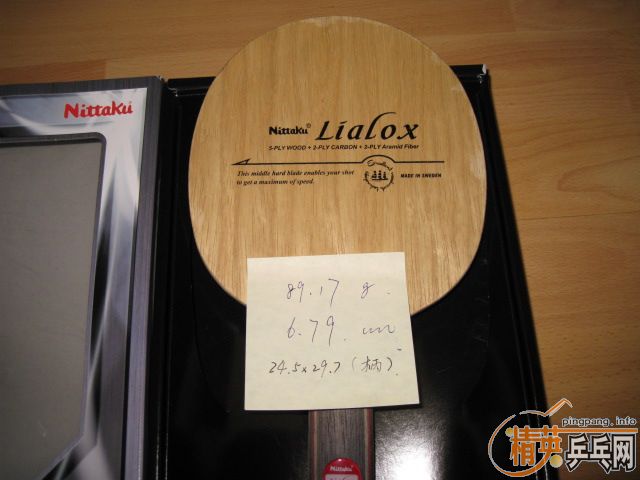 Nittaku
Nittaku® Lialox
5-PLY WOOD + 2-PLY CARBON + 2-PLY Aramid Fiber
This middle hard blade enables your shot
to get a maximum of speed.
MADE IN SWEDEN
89.17 g.
6.79 mm
24.5×29.7(柄)
Nittaku
pingpang.info
精英乒乓网